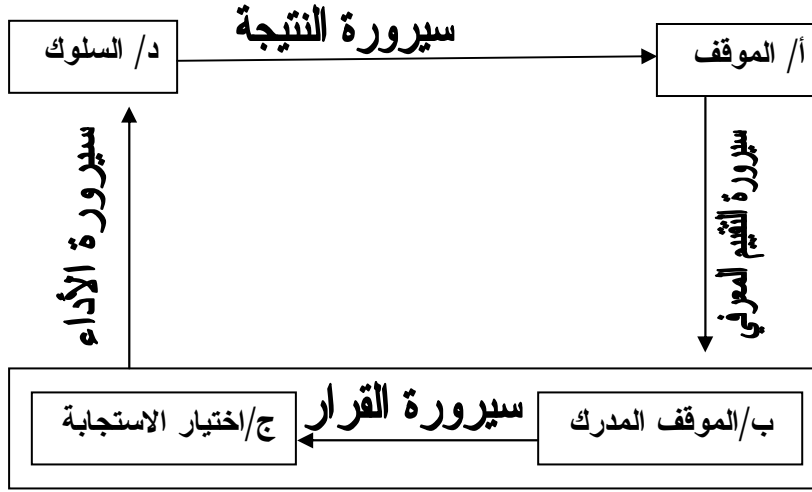 سيرورة النتيجة
أ/ الموقف
د/ السلوك
سيرورة التقييم المعرفي
سيرورة الأداء
سيرورة القرار
ب/الموقف المدرك
ج/اختيار الاستجابة